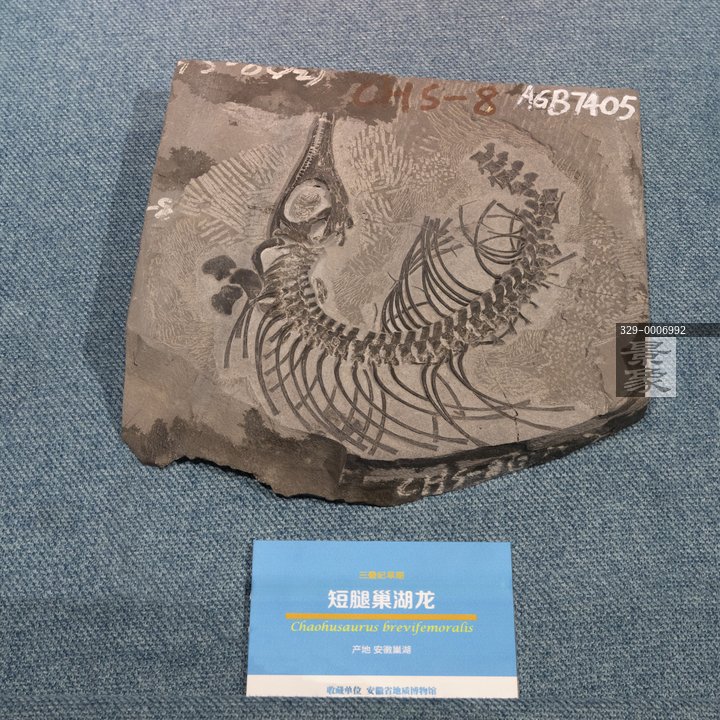 CHS-8
AGB7405
-8
329-0006992
三叠纪早期
短腿巢湖龙
Chaohusaurus brevifemoralis
产地 安徽巢湖
收藏单位 安徽省地质博物馆